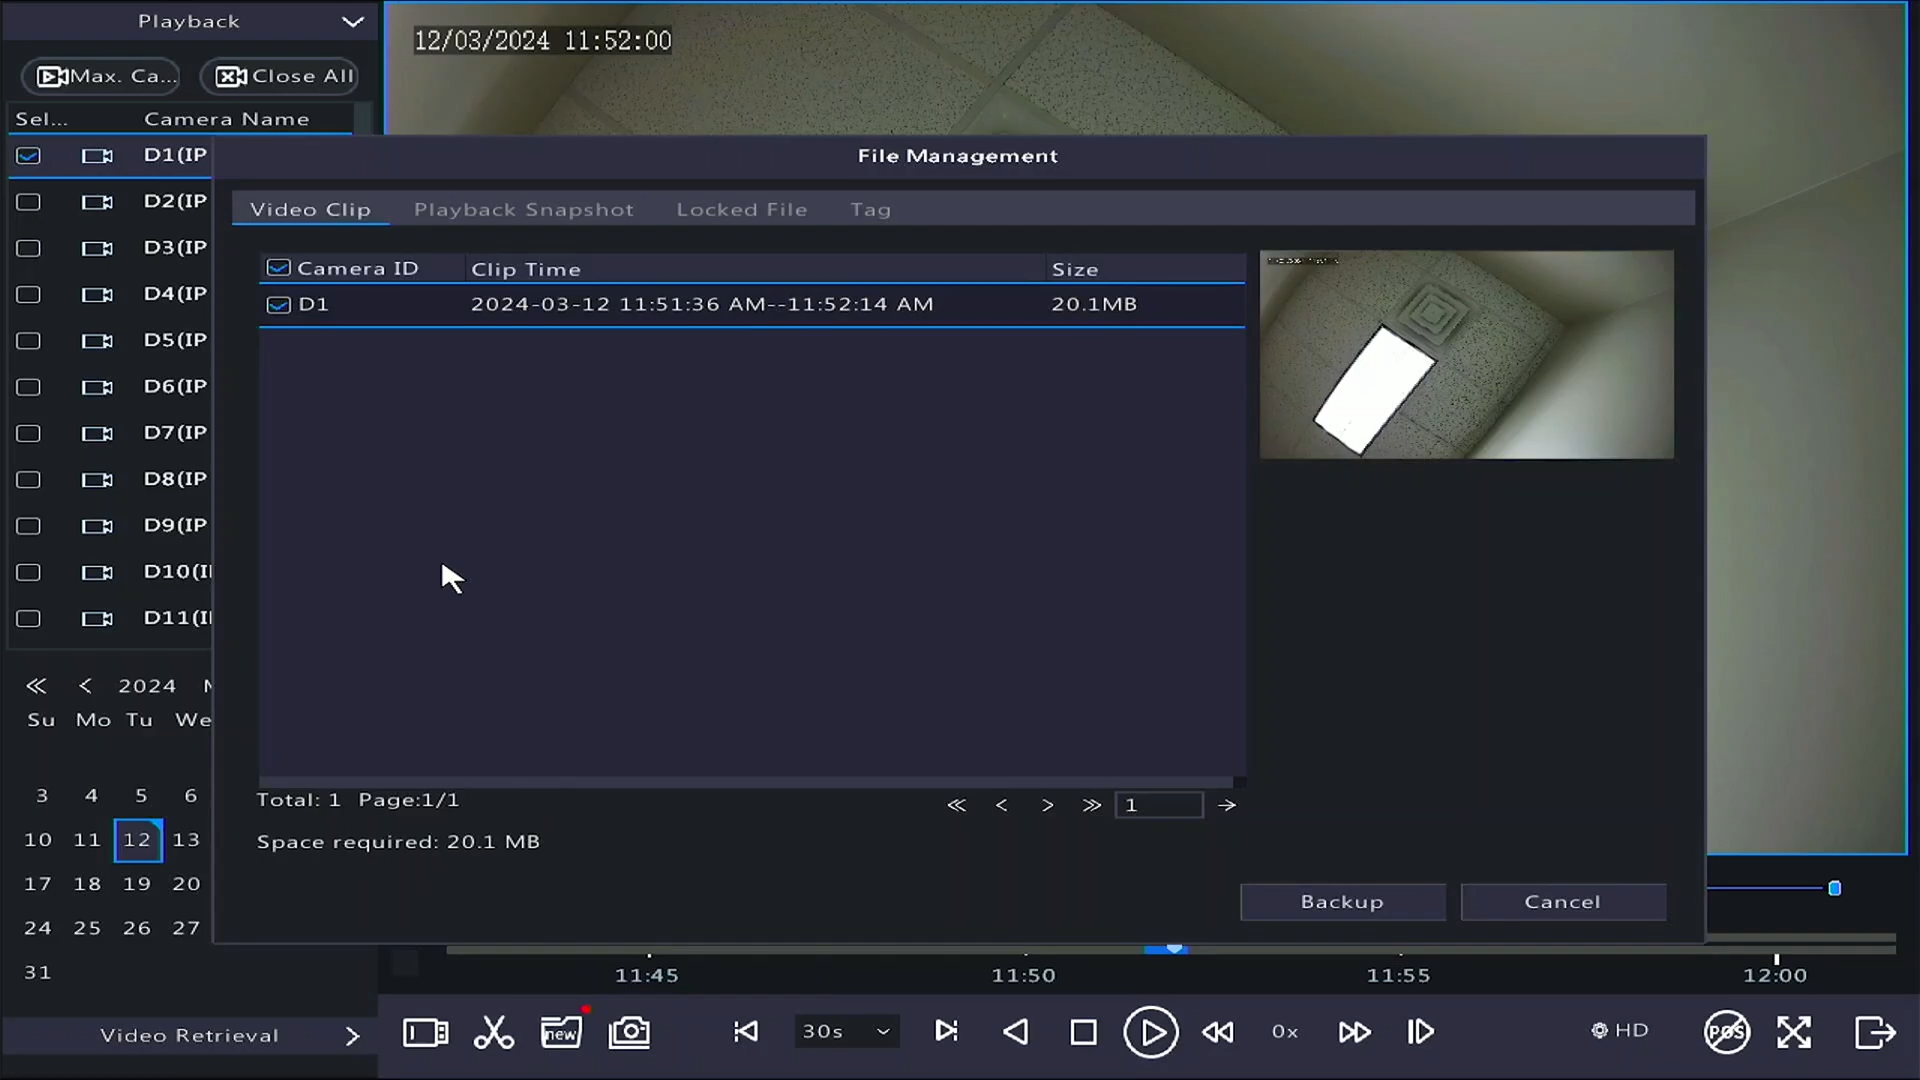 Playback
12/03/2024 11:52:00
Max. Ca...
Close All
Sel...
Camera Name
D1(IP
D2(IP
D3(IP
D4(IP
D5(IP
D6(IP
D7(IP
D8(IP
D9(IP
D10(I
D11(I
File Management
Video Clip
Playback Snapshot
Locked File
Tag
Camera ID
Clip Time
Size
D1
2024-03-12 11:51:36 AM--11:52:14 AM
20.1MB
Total: 1 Page:1/1
1
Space required: 20.1 MB
Backup
Cancel
2024
Su Mo Tu We
3 4 5 6
10 11 12 13
17 18 19 20
24 25 26 27
31
11:45
11:50
11:55
12:00
Video Retrieval
new
30s
0x
HD
POS